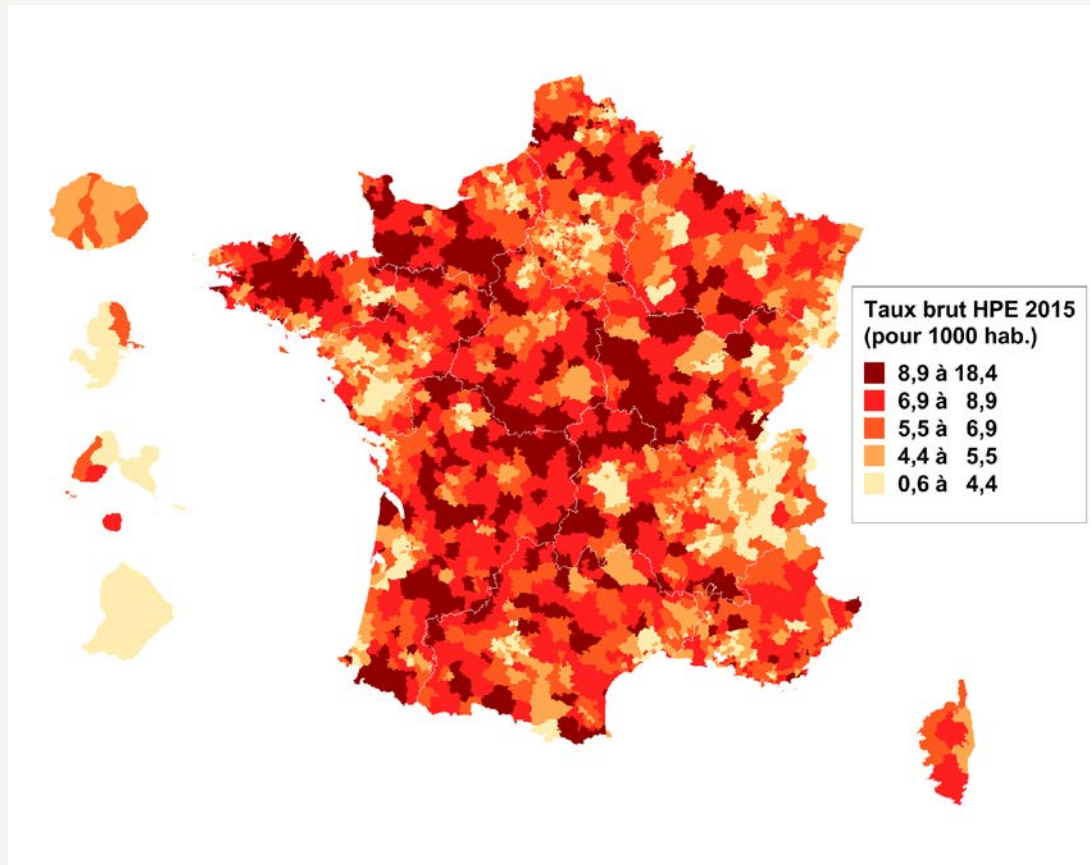 Taux brut HPE 2015
(pour 1000 hab.)
8,9 à 18,4
6,9 à 8,9
5,5 à 6,9
4,4 à 5,5
0,6 à 4,4